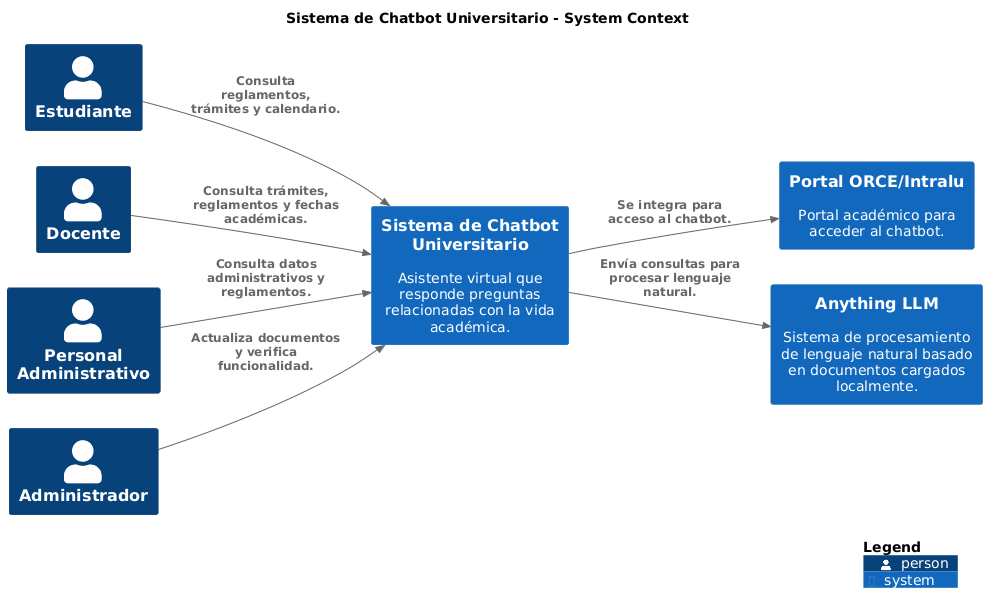 Sistema de Chatbot Universitario - System Context
Estudiante
Consulta
reglamentos,
trámites y calendario.
Docente
Consulta trámites,
reglamentos y fechas
académicas.
Personal
Administrativo
Consulta datos
administrativos y
reglamentos.
Administrador
Actualiza documentos
y verifica
funcionalidad.
Sistema de Chatbot
Universitario
Asistente virtual que
responde preguntas
relacionadas con la vida
académica.
Se integra para
acceso al chatbot.
Envía consultas para
procesar lenguaje
natural.
Portal ORCE/Intralu
Portal académico para
acceder al chatbot.
Anything LLM
Sistema de procesamiento
de lenguaje natural basado
en documentos cargados
localmente.
Legend
person
system